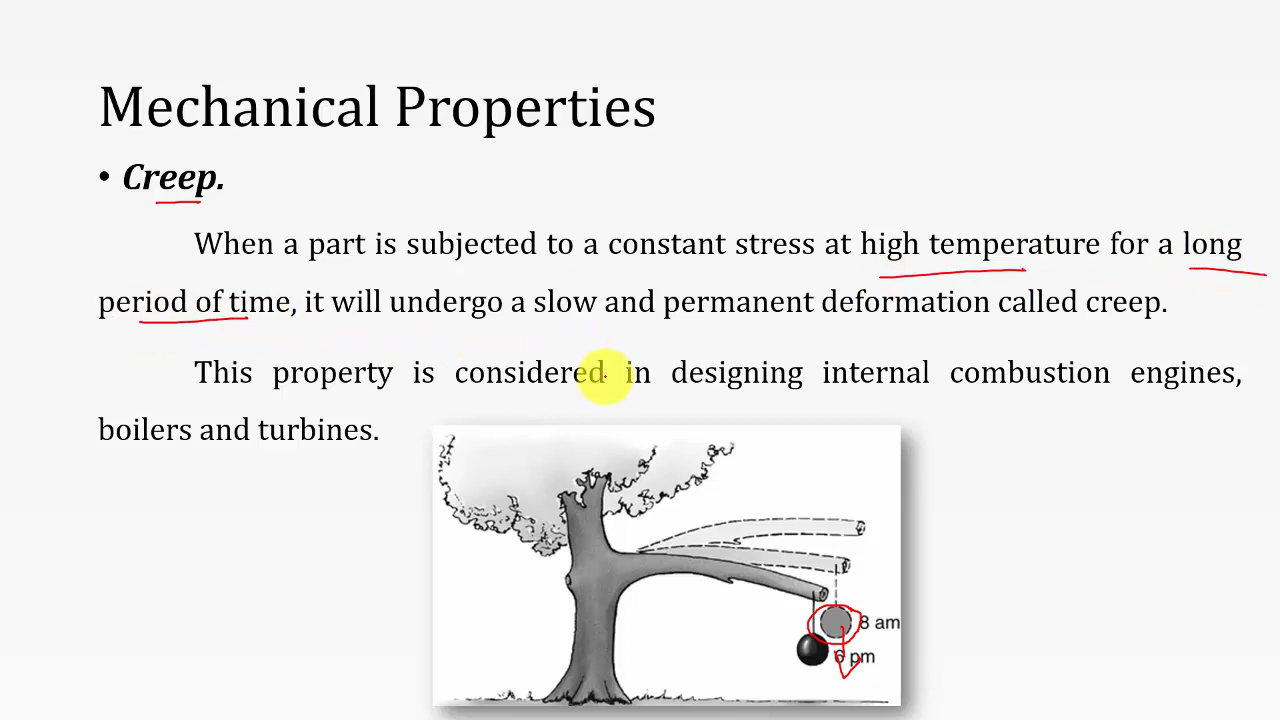 Mechanical Properties
• Creep.
When a part is subjected to a constant stress at high temperature for a long
period of time, it will undergo a slow and permanent deformation called creep.
This property is considered in designing internal combustion engines,
boilers and turbines.
8 am
6 pm